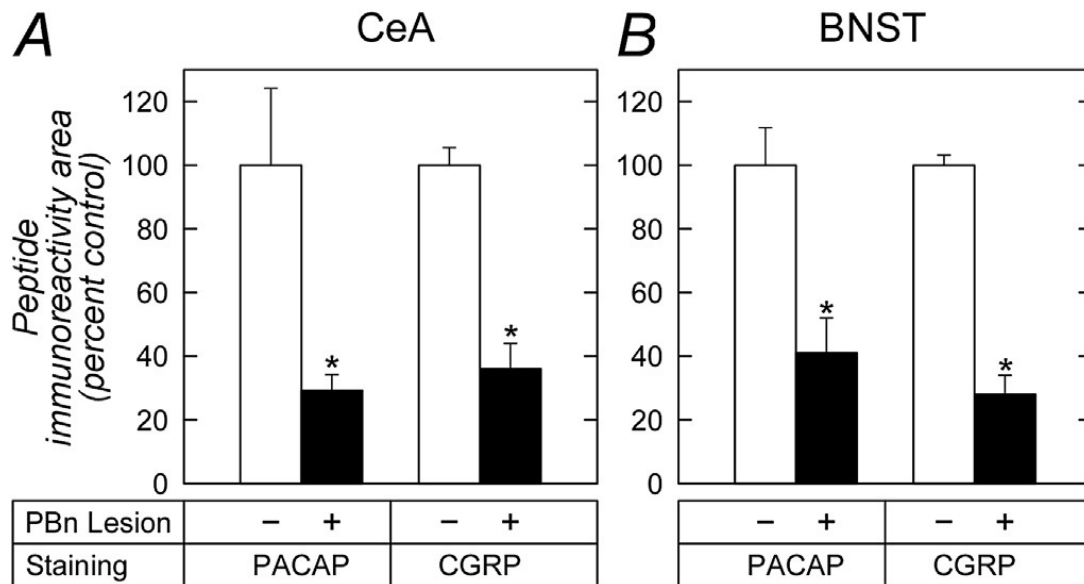 A CeA B BNST
Peptide
immunoreactivity area
(percent control)
120
100
80
60
40
20
0
* *
120
100
80
60
40
20
0
* *
PBn Lesion − + − + − + − +
Staining PACAP CGRP PACAP CGRP